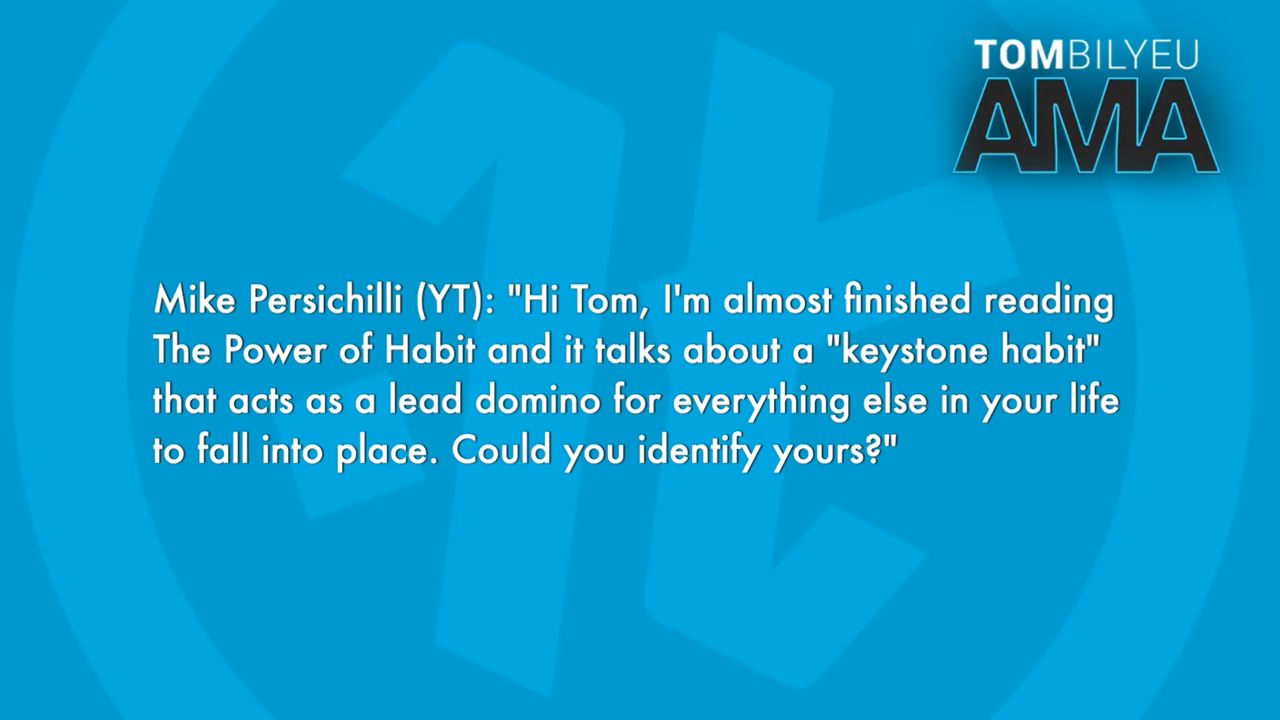 TOMBILYEU
AMA
Mike Persichilli (YT): "Hi Tom, I'm almost finished reading
The Power of Habit and it talks about a "keystone habit"
that acts as a lead domino for everything else in your life
to fall into place. Could you identify yours?"